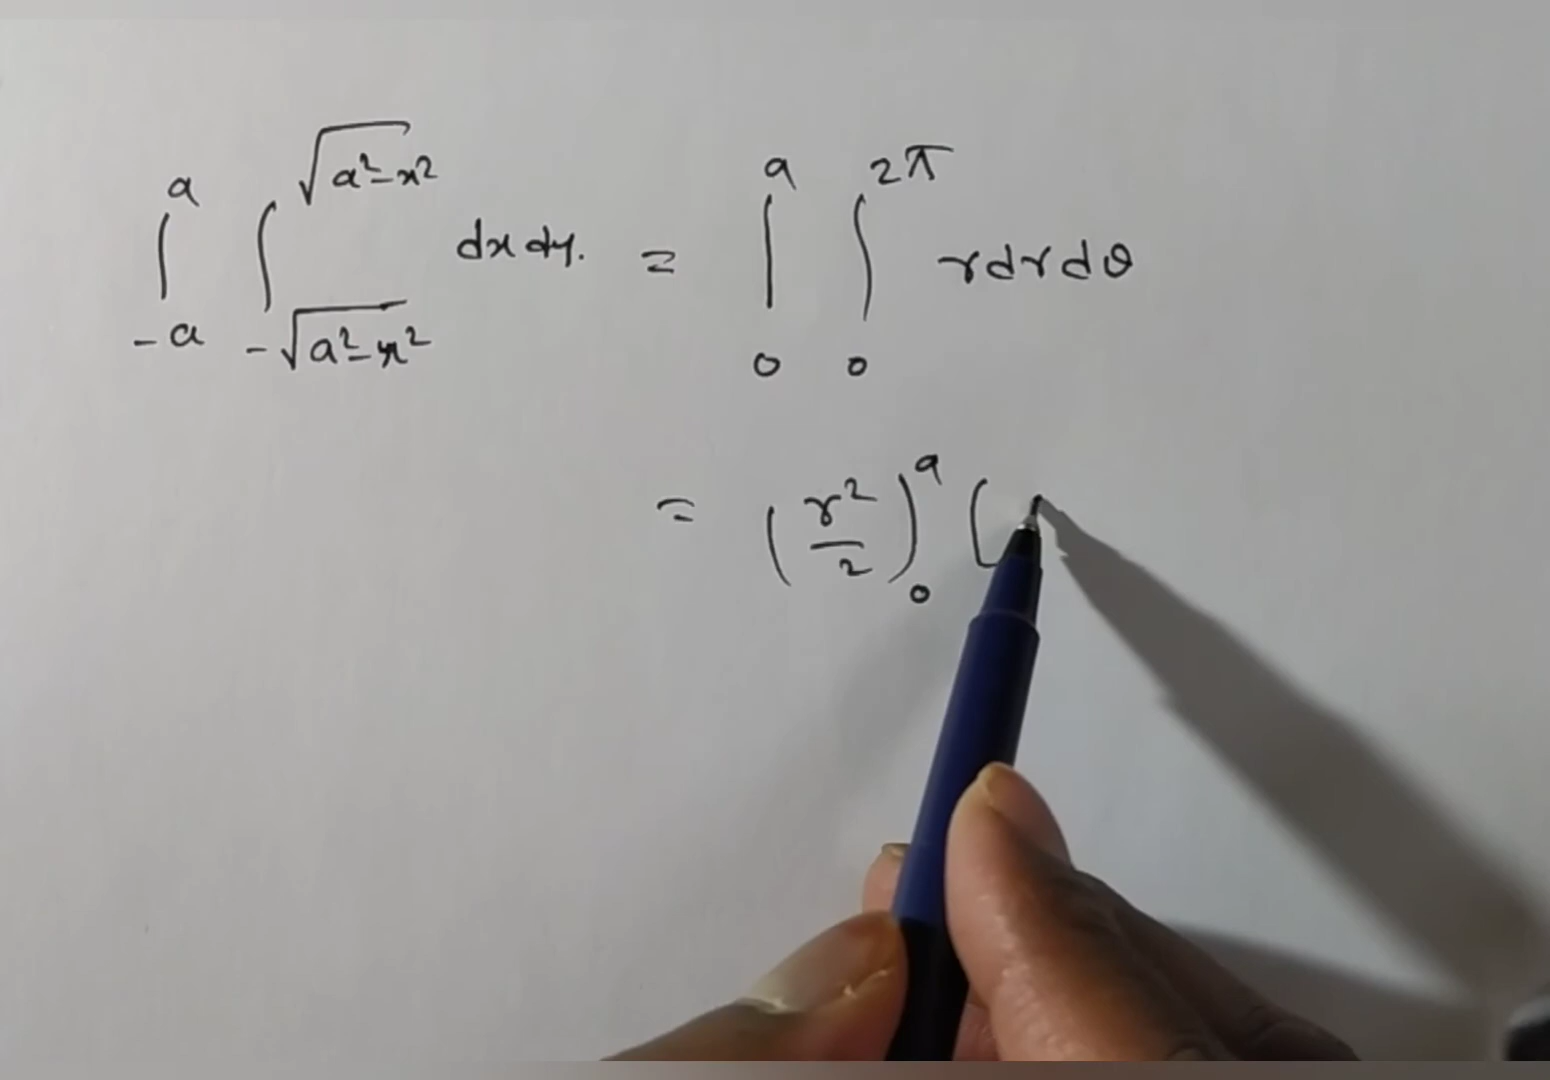 ∫_{-a}^{a} ∫_{-√(a²-x²)}^{√(a²-x²)} dx dy. = ∫_{0}^{a} ∫_{0}^{2π} r dr dθ
= (r²/2)_{0}^{a} (